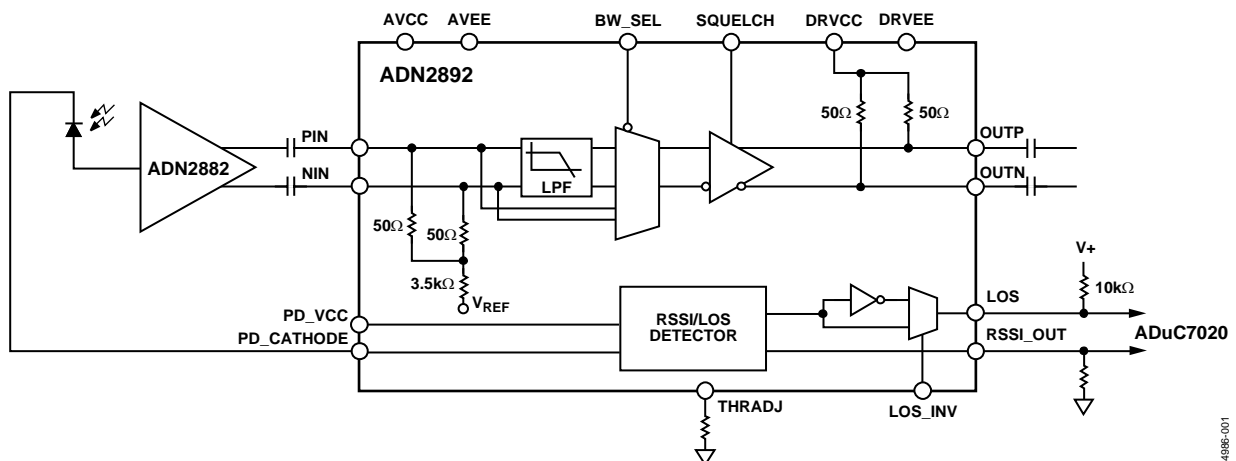 AVCC AVEE BW_SEL SQUELCH DRVCC DRVEE
ADN2892
50Ω 50Ω
ADN2882
PIN
NIN
LPF
OUTP
OUTN
50Ω 50Ω
3.5kΩ
VREF
V+
10kΩ
PD_VCC
PD_CATHODE
RSSI/LOS
DETECTOR
LOS
RSSI_OUT
ADuC7020
THRADJ
LOS_INV
4986-001